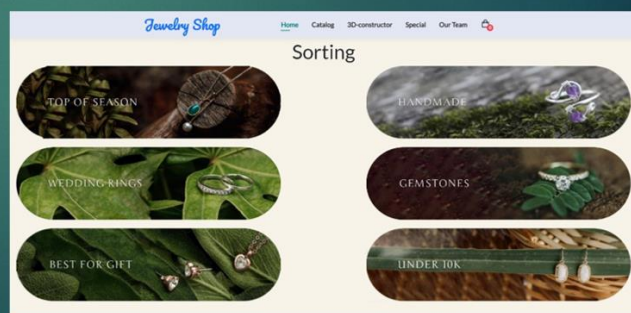 Jewelry Shop
Home Catalog 3D-constructor Special Our Team
Sorting
TOP OF SEASON
HANDMADE
WEDDING RINGS
GEMSTONES
BEST FOR GIFT
UNDER 10K